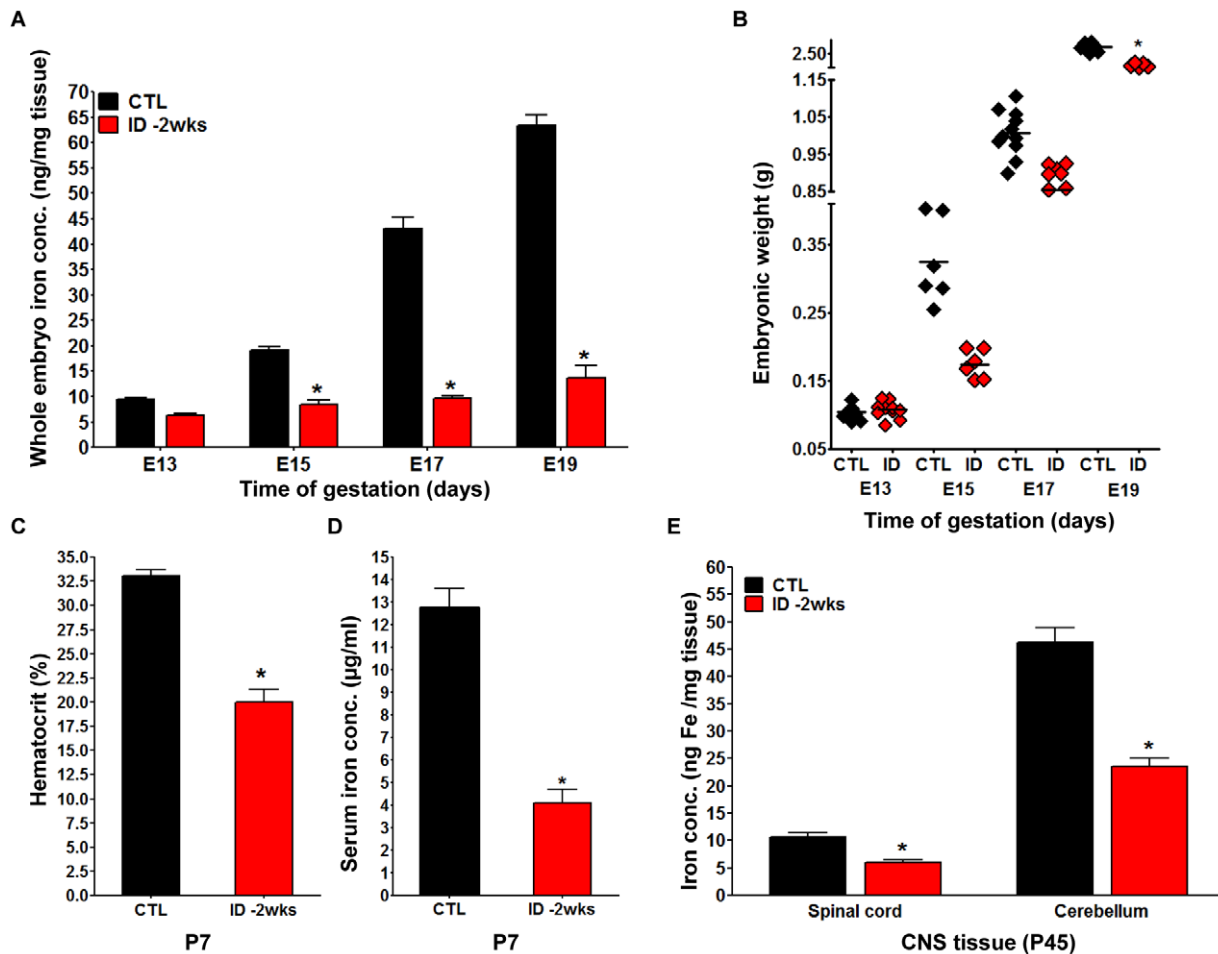 A
Whole embryo iron conc. (ng/mg tissue)
70
65
60
55
50
45
40
35
30
25
20
15
10
5
0
CTL
ID -2wks
* * *
E13 E15 E17 E19
Time of gestation (days)
B
Embryonic weight (g)
2.50
1.15
1.05
0.95
0.85
0.35
0.25
0.15
0.05
*
CTL ID CTL ID CTL ID CTL ID
E13 E15 E17 E19
Time of gestation (days)
C
Hematocrit (%)
35.0
32.5
30.0
27.5
25.0
22.5
20.0
17.5
15.0
12.5
10.0
7.5
5.0
2.5
0.0
*
CTL ID -2wks
P7
D
Serum iron conc. (µg/ml)
15
14
13
12
11
10
9
8
7
6
5
4
3
2
1
0
*
CTL ID -2wks
P7
E
Iron conc. (ng Fe /mg tissue)
60
55
50
45
40
35
30
25
20
15
10
5
0
CTL
ID -2wks
* *
Spinal cord Cerebellum
CNS tissue (P45)